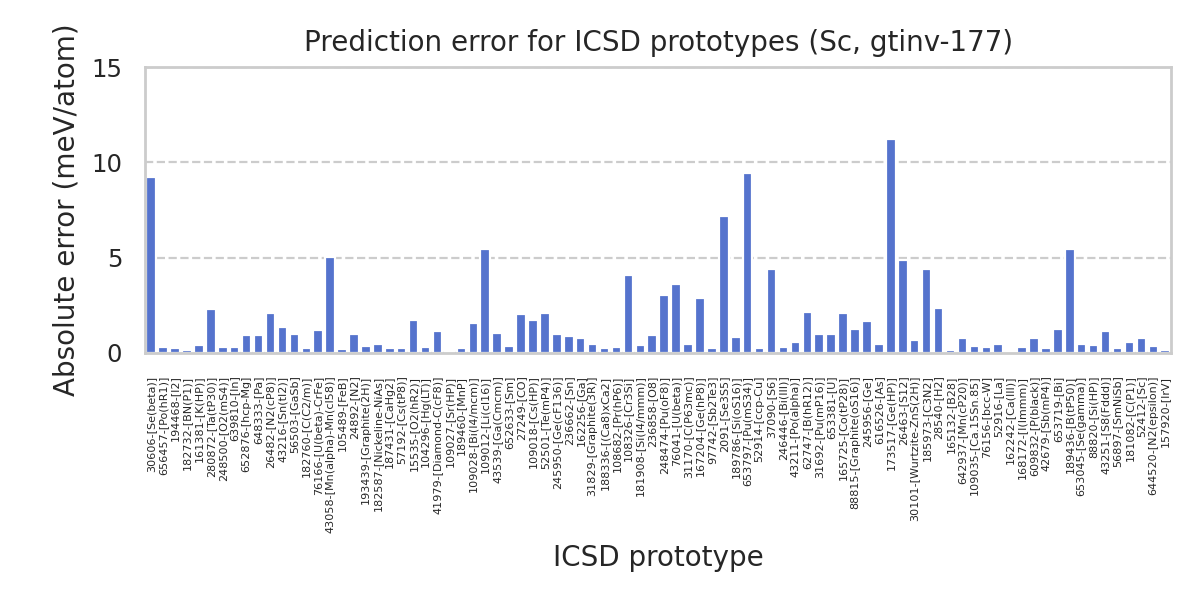 Prediction error for ICSD prototypes (Sc, gtinv-177)
Absolute error (meV/atom)
15
10
5
0
30606-[Se(beta)]
656457-[Po(hR1)]
194468-[I2]
182732-[BN(P1)]
161381-[K(HP)]
280872-[Ga(P30)]
248500-[O2(mS4)]
639810-[In]
652876-[hcp-Mg]
648333-[Pa]
26482-[N2(cP8)]
43216-[Sn(tI2)]
56503-[GaSb]
182760-[C(C2/m)]
76166-[U(beta)-CrFe]
43058-[Mn(alpha)-Mn(cI58)]
105489-[FeB]
24892-[N2]
193439-[Graphite(2H)]
182587-[Nickeline-NiAs]
187431-[CaHg2]
57192-[Cs(tP8)]
15535-[O2(hR2)]
104296-[Hg(LT)]
41979-[Diamond-C(cF8)]
109027-[Sr(HP)]
189460-[MnP]
109028-[Bi(I4/mcm)]
109012-[Li(cI16)]
43539-[Ga(Cmcm)]
652633-[Sm]
27249-[CO]
109018-[Cs(HP)]
52501-[Te(mP4)]
245950-[Ge(cF136)]
236662-[Sn]
162256-[Ga]
31829-[Graphite(3R)]
188336-[(Ca8)xCa2]
108682-[Pr(hP6)]
108326-[Cr3Si]
181908-[Si(I4/mmm)]
236858-[O8]
248474-[Pu(oF8)]
76041-[U(beta)]
31170-[C(P63mc)]
167204-[Ge(hP8)]
97742-[Sb2Te3]
2091-[Se3S5]
189786-[Si(oS16)]
653797-[Pu(mS34)]
52914-[ccp-Cu]
37090-[S6]
246446-[Bi(III)]
43211-[Po(alpha)]
62747-[B(hR12)]
31692-[Pu(mP16)]
653381-[U]
165725-[Co(tP28)]
88815-[Graphite(oS16)]
245956-[Ge]
616526-[As]
173517-[Ge(HP)]
26463-[S12]
30101-[Wurtzite-ZnS(2H)]
185973-[C3N2]
28540-[H2]
165132-[B28]
642937-[Mn(cP20)]
109035-[Ca.15Sn.85]
76156-[bcc-W]
52916-[La]
162242-[Ca(III)]
168172-[I(Immm)]
609832-[P(black)]
42679-[Sb(mP4)]
653719-[Bi]
189436-[B(tP50)]
653045-[Se(gamma)]
88820-[Si(HP)]
43251-[S8(Fddd)]
56897-[SmNiSb]
181082-[C(P1)]
52412-[Sc]
644520-[N2(epsilon)]
157920-[IrV]
ICSD prototype